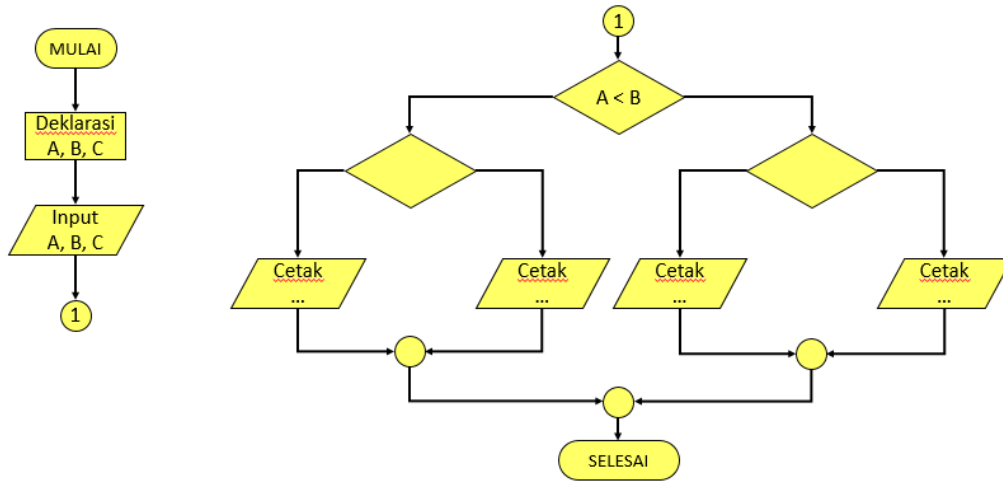 MULAI
Deklarasi
A, B, C
Input
A, B, C
1
1
A < B
Cetak
...
Cetak
...
Cetak
...
Cetak
...
SELESAI